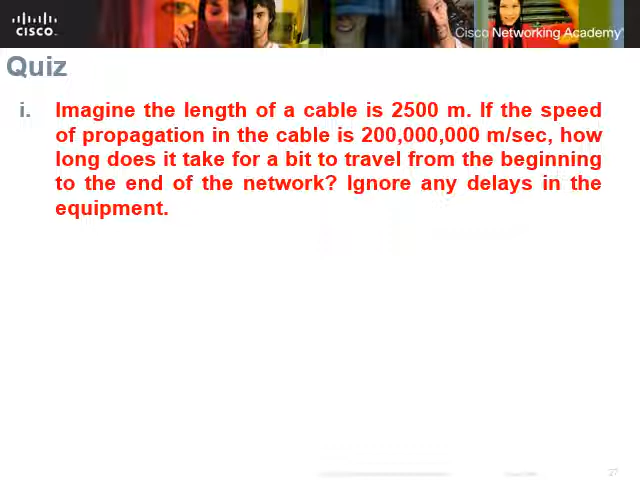 CISCO
Cisco Networking Academy
Quiz
i. Imagine the length of a cable is 2500 m. If the speed
of propagation in the cable is 200,000,000 m/sec, how
long does it take for a bit to travel from the beginning
to the end of the network? Ignore any delays in the
equipment.
27